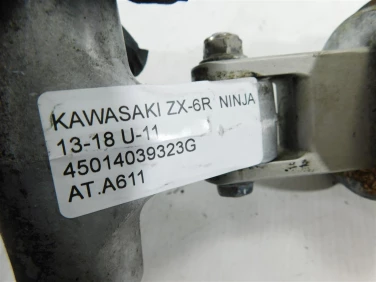 KAWASAKI ZX-6R NINJA
13-18 U-11
45014039323G
AT.A611